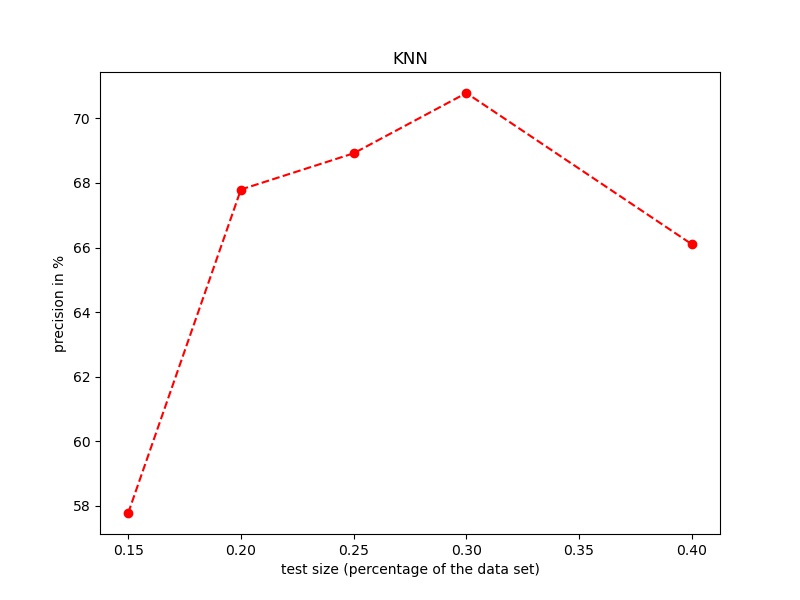 KNN
precision in %
70
68
66
64
62
60
58
0.15 0.20 0.25 0.30 0.35 0.40
test size (percentage of the data set)